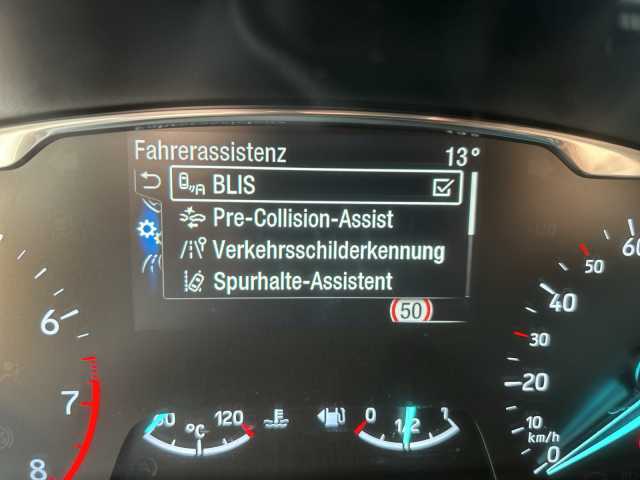 Fahrerassistenz 13°
BLIS
Pre-Collision-Assist
Verkehrsschilderkennung
Spurhalte-Assistent
50
6
7
8
120
°C
0
1/2
1
0
10
km/h
20
30
40
50
60